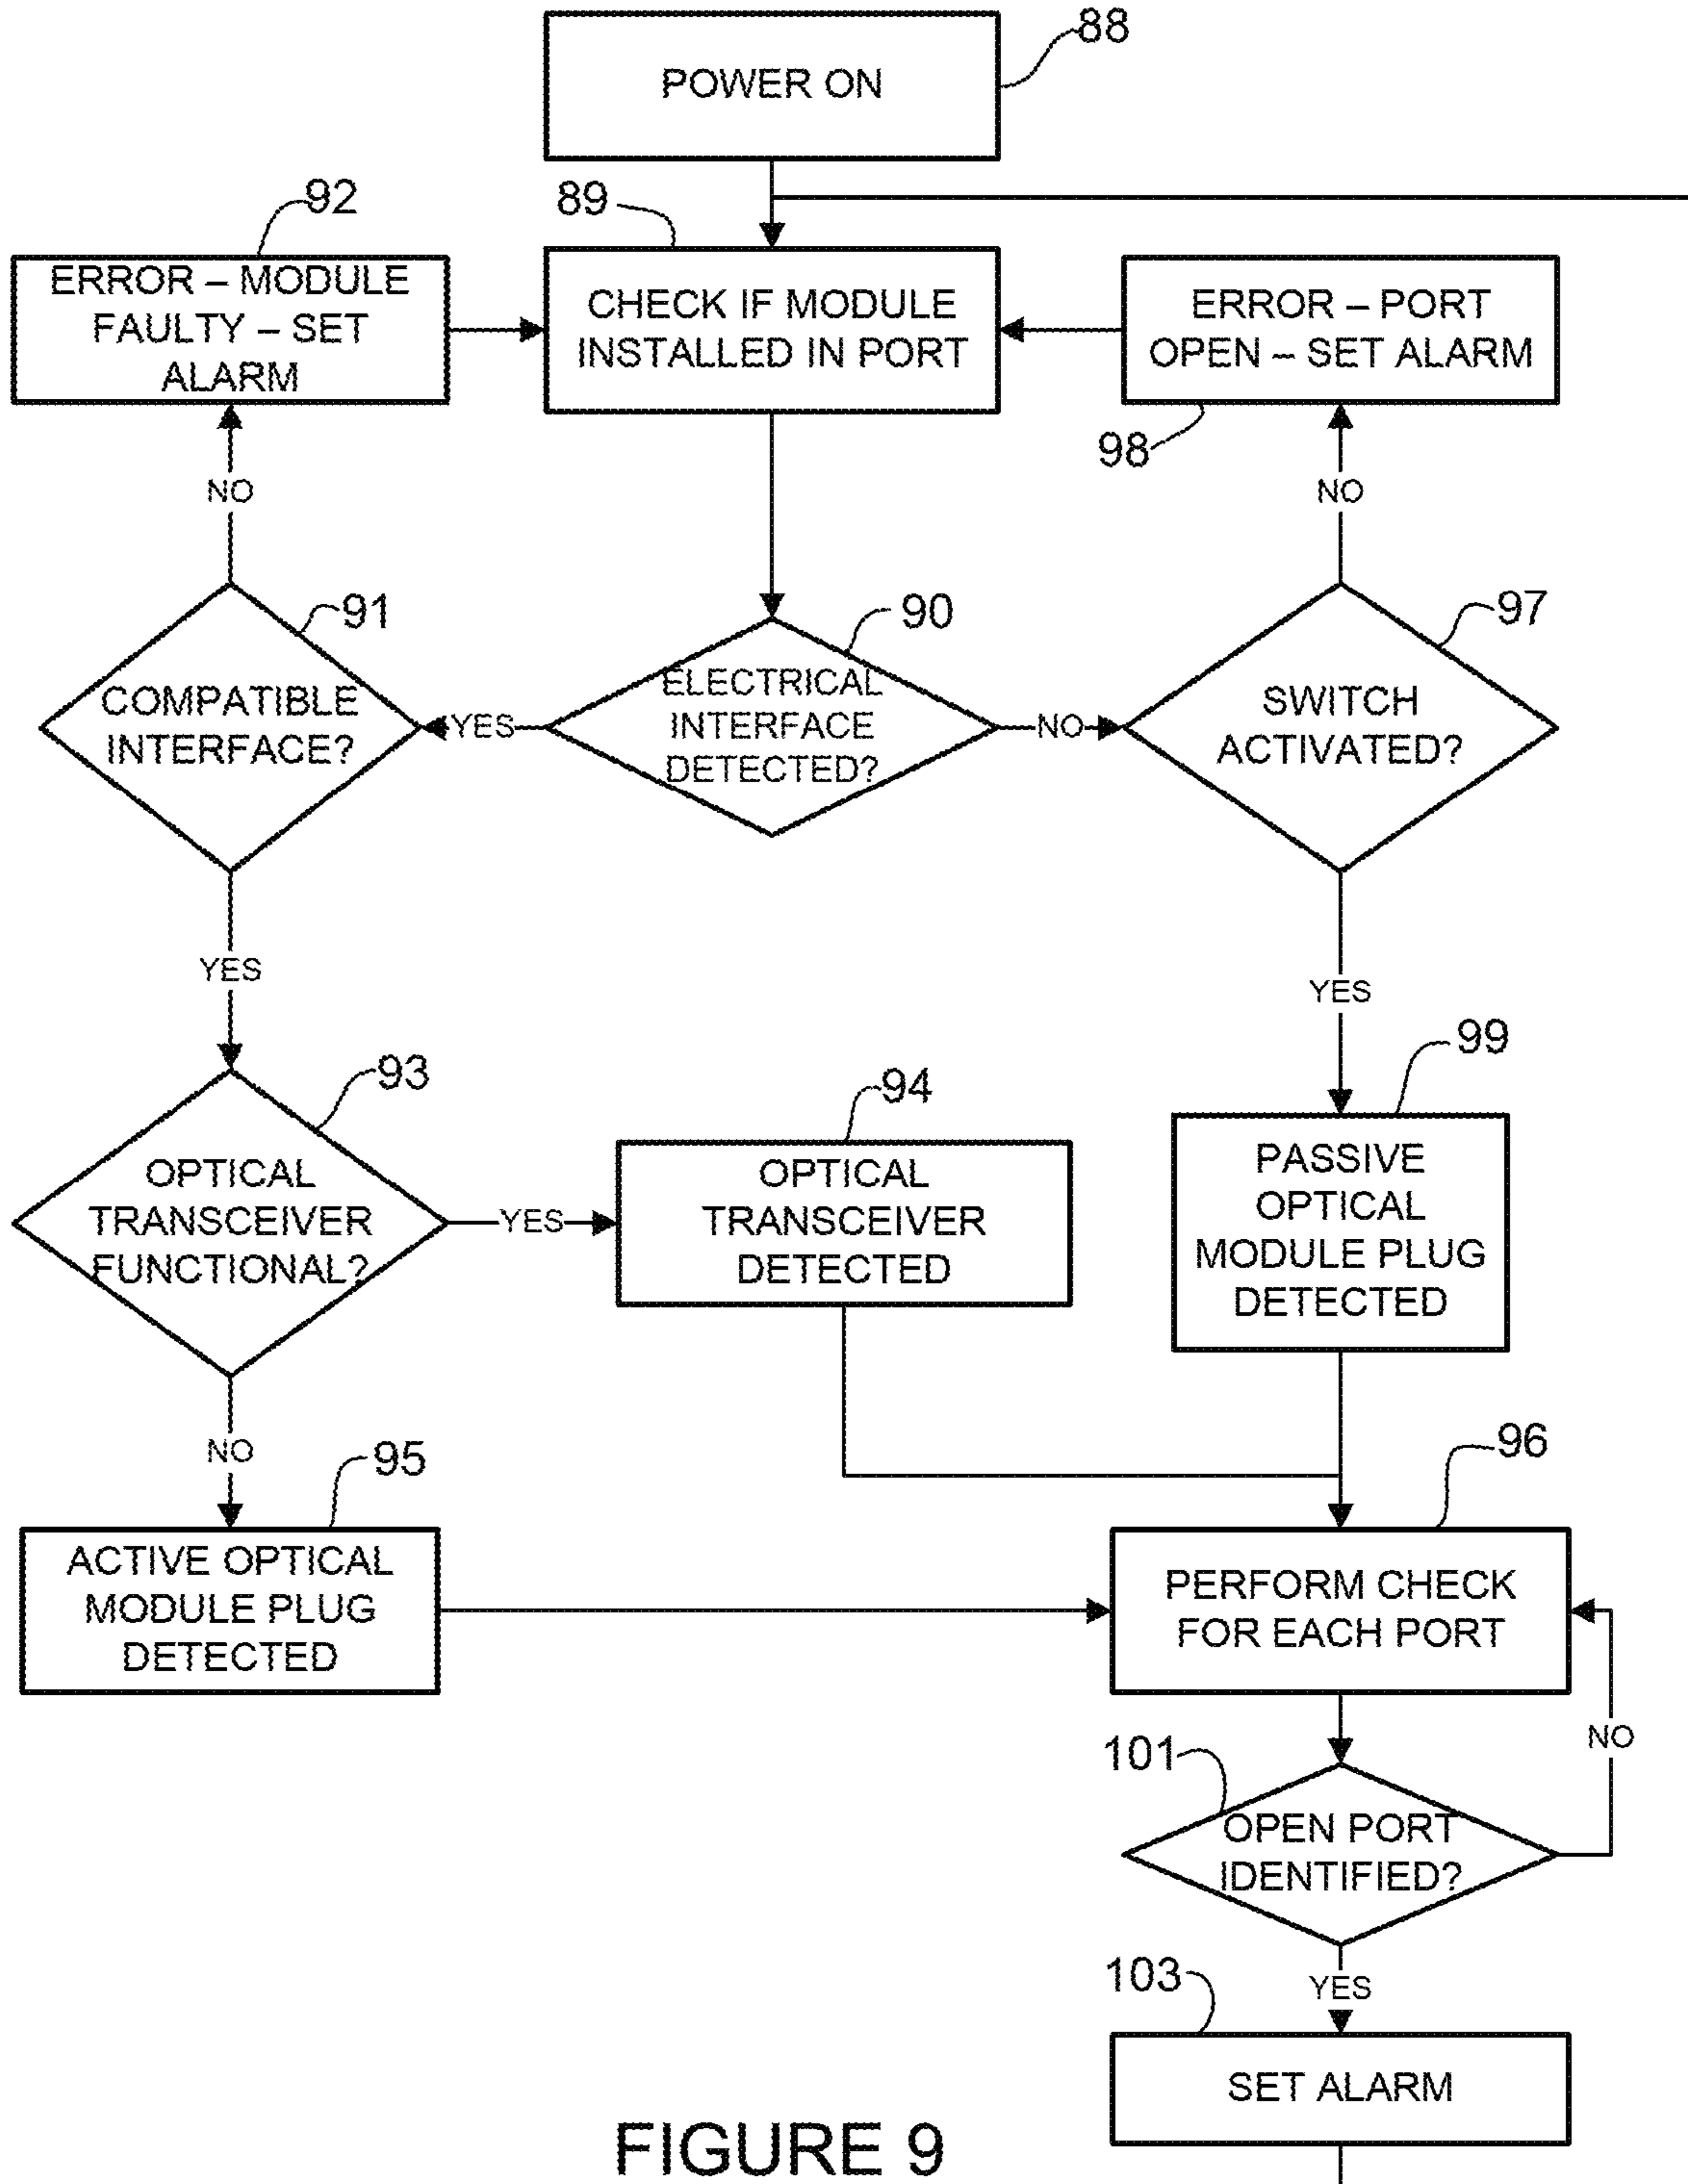 POWER ON
88
92
89
ERROR – MODULE
FAULTY – SET
ALARM
CHECK IF MODULE
INSTALLED IN PORT
ERROR – PORT
OPEN – SET ALARM
98
NO
NO
91
90
97
COMPATIBLE
INTERFACE?
YES
ELECTRICAL
INTERFACE
DETECTED?
NO
SWITCH
ACTIVATED?
YES
YES
93
94
99
OPTICAL
TRANSCEIVER
FUNCTIONAL?
YES
OPTICAL
TRANSCEIVER
DETECTED
PASSIVE
OPTICAL
MODULE PLUG
DETECTED
NO
95
96
ACTIVE OPTICAL
MODULE PLUG
DETECTED
PERFORM CHECK
FOR EACH PORT
NO
101
OPEN PORT
IDENTIFIED?
YES
103
SET ALARM
FIGURE 9